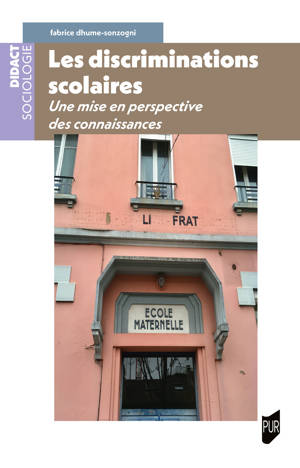 fabrice dhume-sonzogni
DIDACT
SOCIOLOGIE
Les discriminations
scolaires
Une mise en perspective
des connaissances
LI FRAT
ECOLE
MATERNELLE
PUR